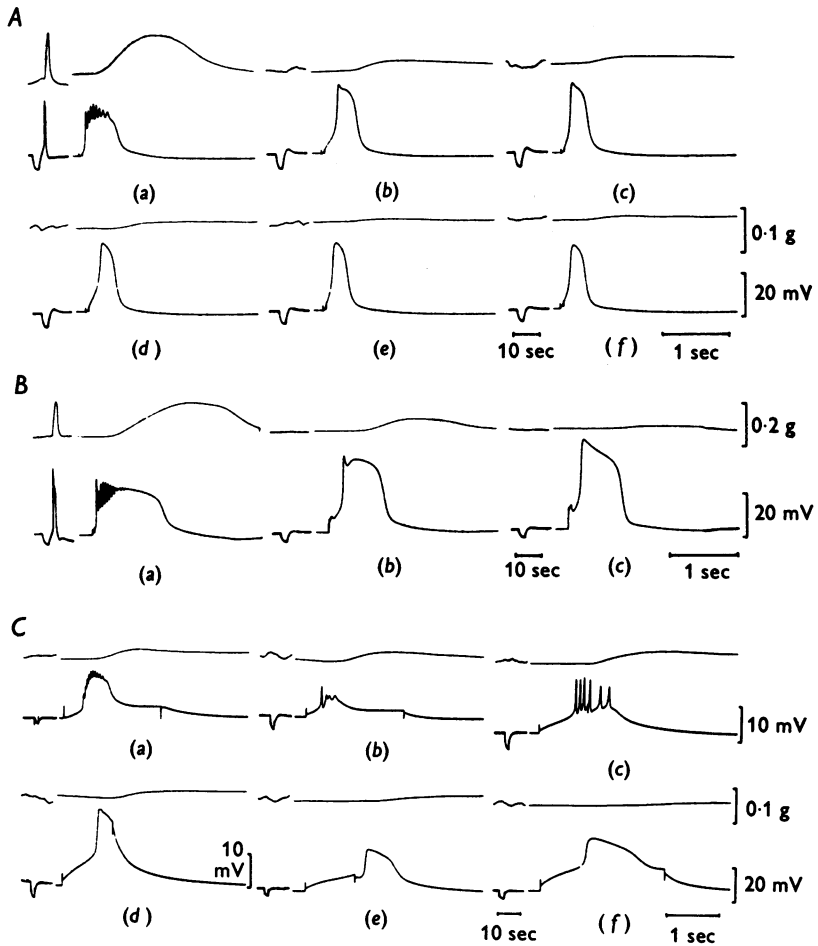 A
(a) (b) (c)
0·1 g
20 mV
(d) (e) (f)
10 sec 1 sec
B
0·2 g
20 mV
(a) (b) (c)
10 sec 1 sec
C
10 mV
(a) (b) (c)
0·1 g
10 mV
20 mV
(d) (e) (f)
10 sec 1 sec